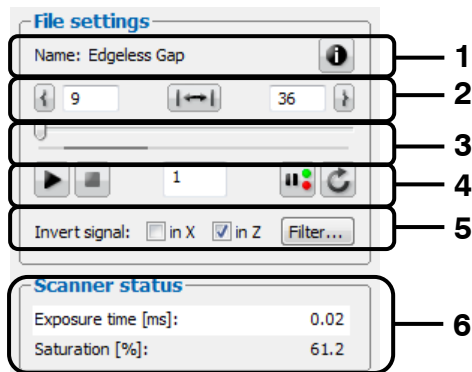 File settings
Name: Edgeless Gap 1
9 36 2
3
1 4
Invert signal: in X in Z Filter... 5
Scanner status
Exposure time [ms]: 0.02
Saturation [%]: 61.2
6